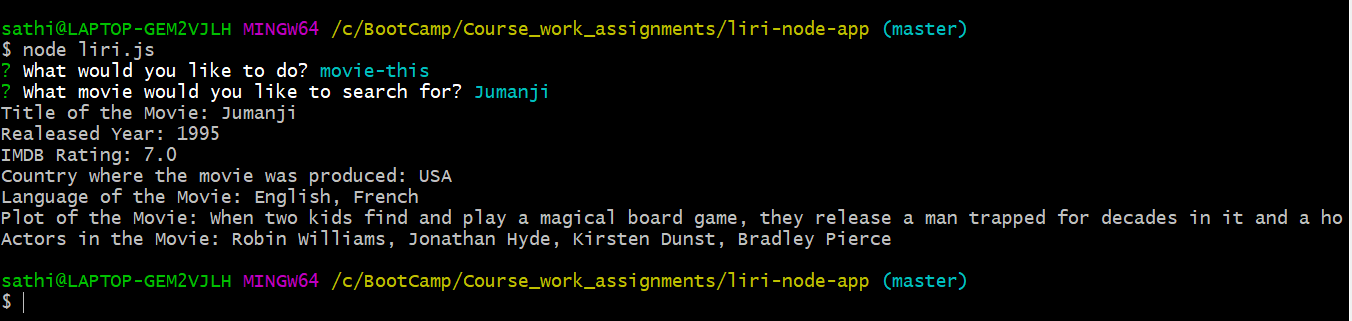 sathi@LAPTOP-GEM2VJLH MINGW64 /c/BootCamp/Course_work_assignments/liri-node-app (master)
$ node liri.js
? What would you like to do? movie-this
? What movie would you like to search for? Jumanji
Title of the Movie: Jumanji
Realeased Year: 1995
IMDB Rating: 7.0
Country where the movie was produced: USA
Language of the Movie: English, French
Plot of the Movie: When two kids find and play a magical board game, they release a man trapped for decades in it and a ho
Actors in the Movie: Robin Williams, Jonathan Hyde, Kirsten Dunst, Bradley Pierce
sathi@LAPTOP-GEM2VJLH MINGW64 /c/BootCamp/Course_work_assignments/liri-node-app (master)
$